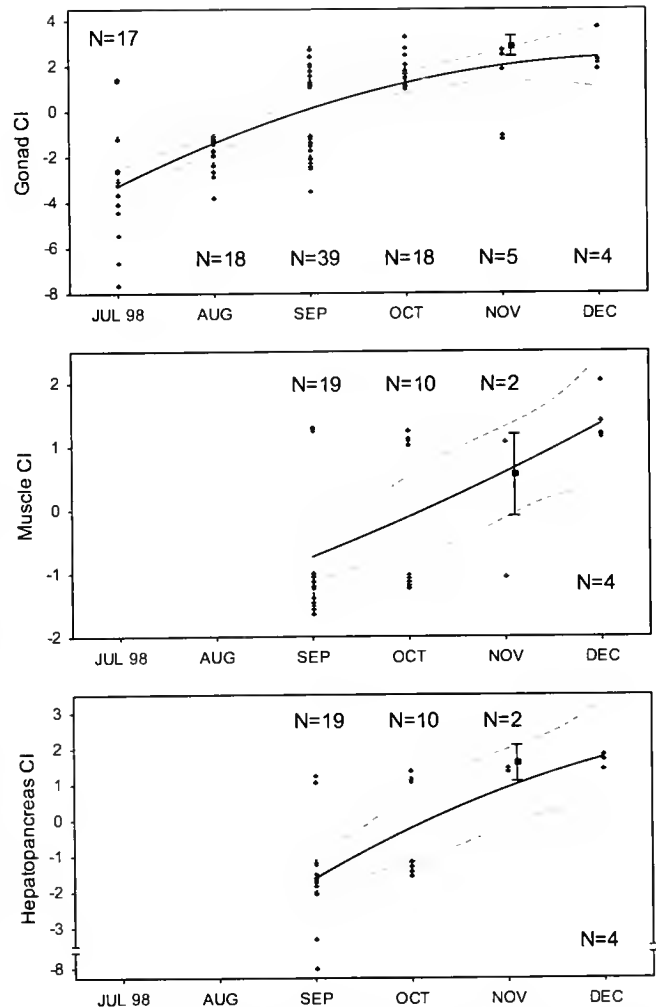 N=17
4
2
0
-2
-4
-6
-8
Gonad CI
N=18 N=39 N=18 N=5 N=4
JUL 98 AUG SEP OCT NOV DEC
N=19 N=10 N=2
2
1
0
-1
-2
Muscle CI
N=4
JUL 98 AUG SEP OCT NOV DEC
N=19 N=10 N=2
3
2
1
0
-1
-2
-3
-8
Hepatopancreas CI
N=4
JUL 98 AUG SEP OCT NOV DEC